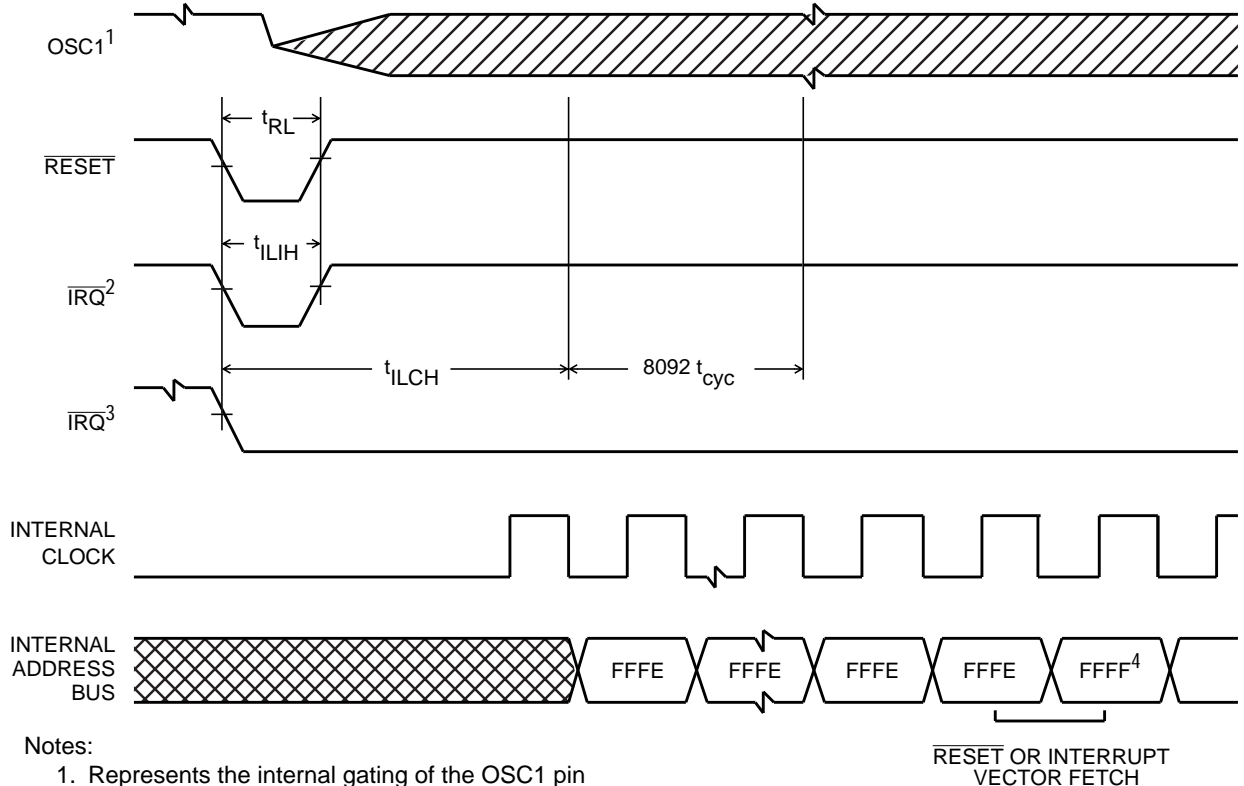 OSC1¹
t_RL
RESET
t_ILIH
IRQ²
t_ILCH
8092 t_cyc
IRQ³
INTERNAL
CLOCK
INTERNAL
ADDRESS
BUS
FFFE
FFFE
FFFE
FFFE
FFFF⁴
Notes:
1. Represents the internal gating of the OSC1 pin
RESET OR INTERRUPT
VECTOR FETCH